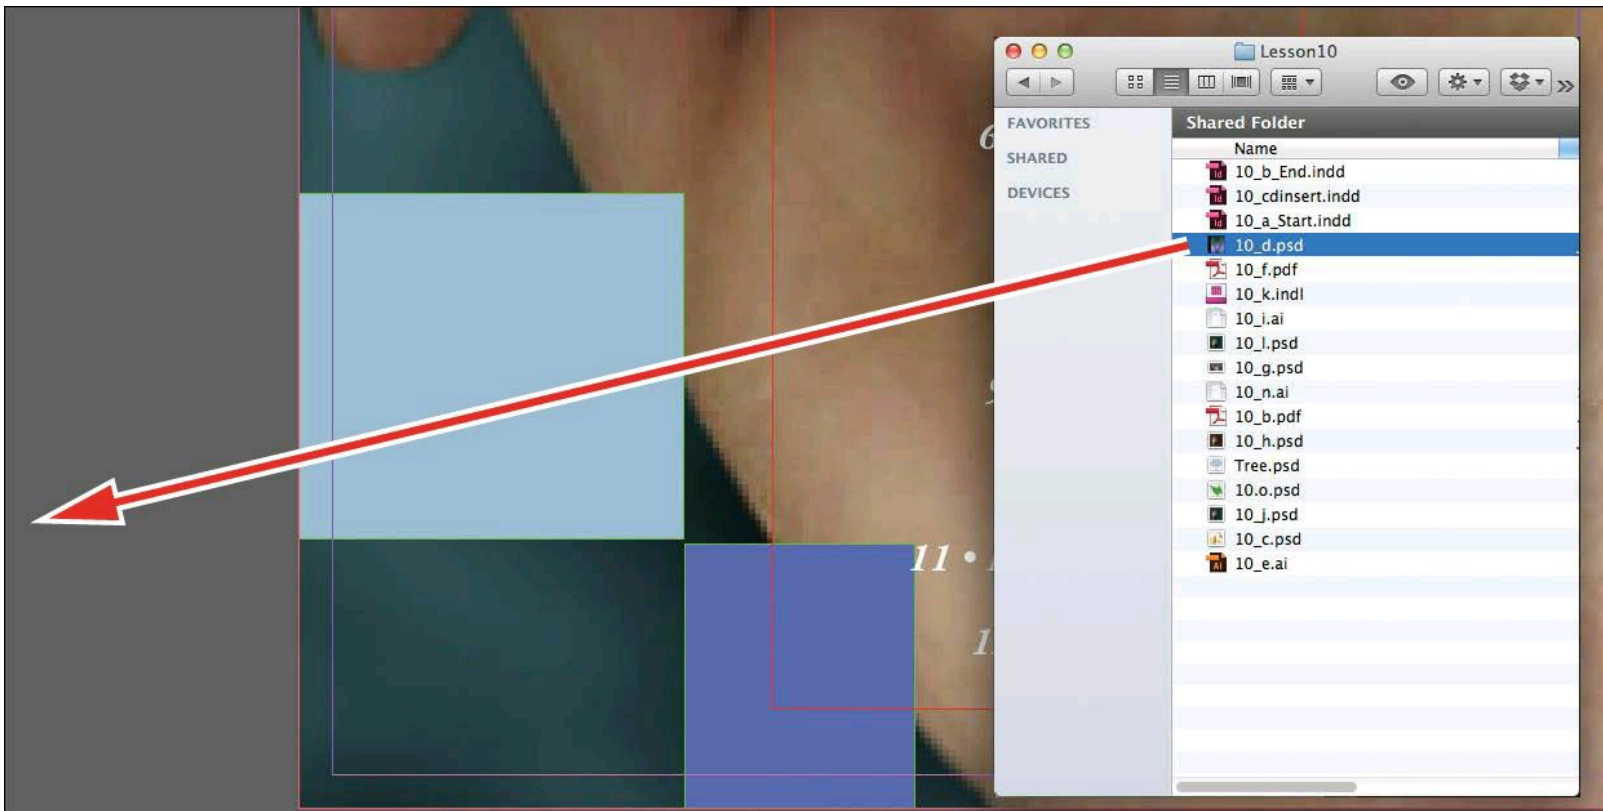 Lesson10
FAVORITES
SHARED
DEVICES
Shared Folder
Name
10_b_End.indd
10_cdinsert.indd
10_a_Start.indd
10_d.psd
10_f.pdf
10_k.indl
10_i.ai
10_l.psd
10_g.psd
10_n.ai
10_b.pdf
10_h.psd
Tree.psd
10.o.psd
10_j.psd
10_c.psd
10_e.ai
6
11 •